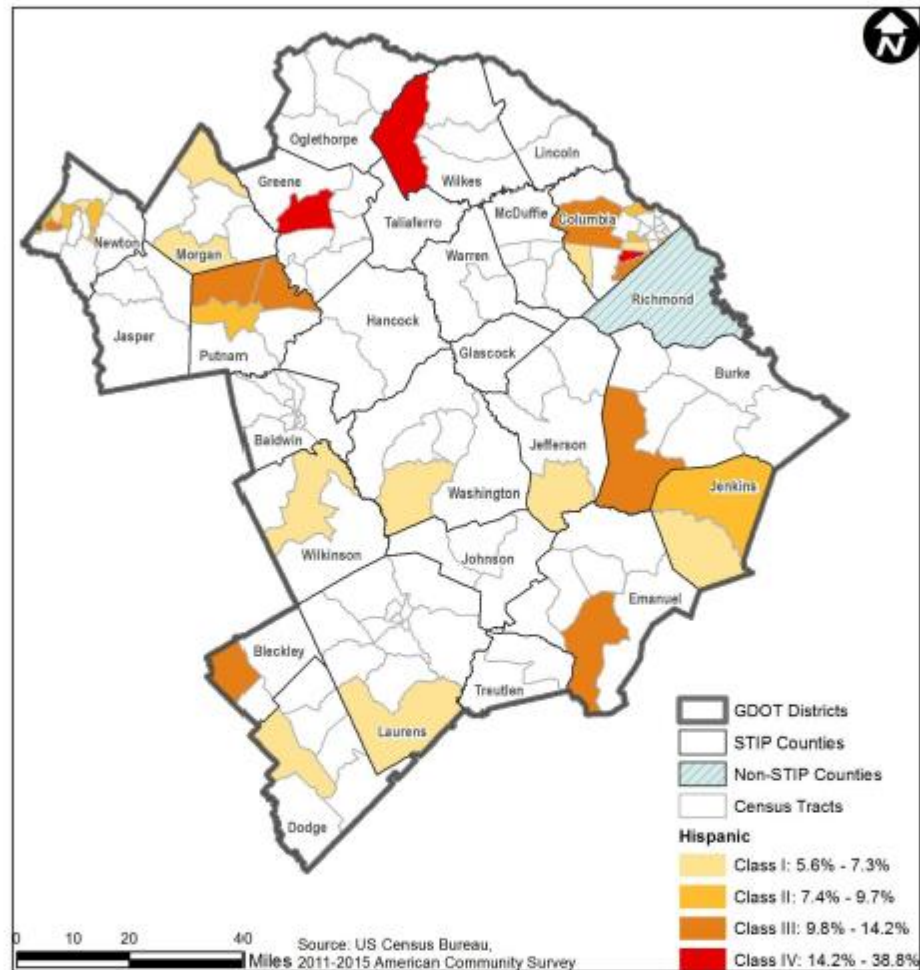 N
Oglethorpe
Lincoln
Greene
Wilkes
Taliaferro
McDuffie
Columbia
Newton
Morgan
Warren
Richmond
Hancock
Jasper
Putnam
Glascock
Burke
Baldwin
Jefferson
Jenkins
Washington
Wilkinson
Johnson
Emanuel
Bleckley
Treutlen
Laurens
Dodge
GDOT Districts
STIP Counties
Non-STIP Counties
Census Tracts
Hispanic
Class I: 5.6% - 7.3%
Class II: 7.4% - 9.7%
Class III: 9.8% - 14.2%
Class IV: 14.2% - 38.8%
0 10 20 40
Miles
Source: US Census Bureau,
2011-2015 American Community Survey